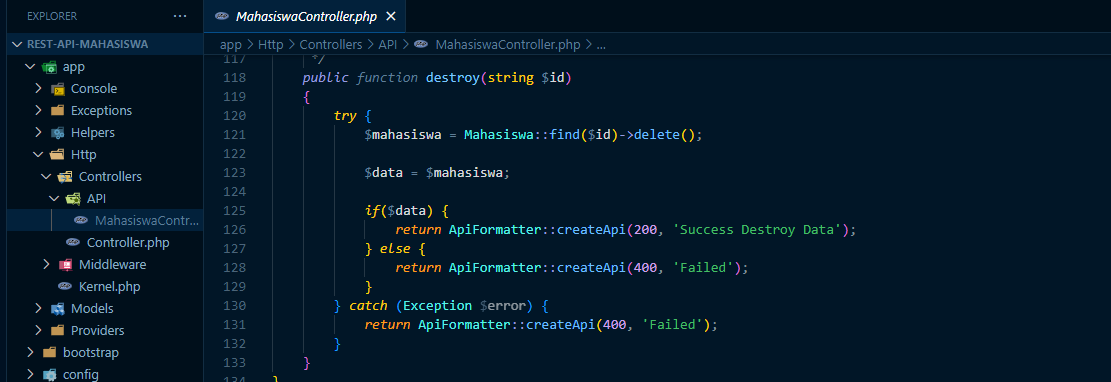 EXPLORER ...
REST-API-MAHASISWA
app
Console
Exceptions
Helpers
Http
Controllers
API
MahasiswaContr...
Controller.php
Middleware
Kernel.php
Models
Providers
bootstrap
config
MahasiswaController.php ×
app > Http > Controllers > API > MahasiswaController.php > ...
117 */
118 public function destroy(string $id)
119 {
120 try {
121 $mahasiswa = Mahasiswa::find($id)->delete();
122
123 $data = $mahasiswa;
124
125 if($data) {
126 return ApiFormatter::createApi(200, 'Success Destroy Data');
127 } else {
128 return ApiFormatter::createApi(400, 'Failed');
129 }
130 } catch (Exception $error) {
131 return ApiFormatter::createApi(400, 'Failed');
132 }
133 }
134 }